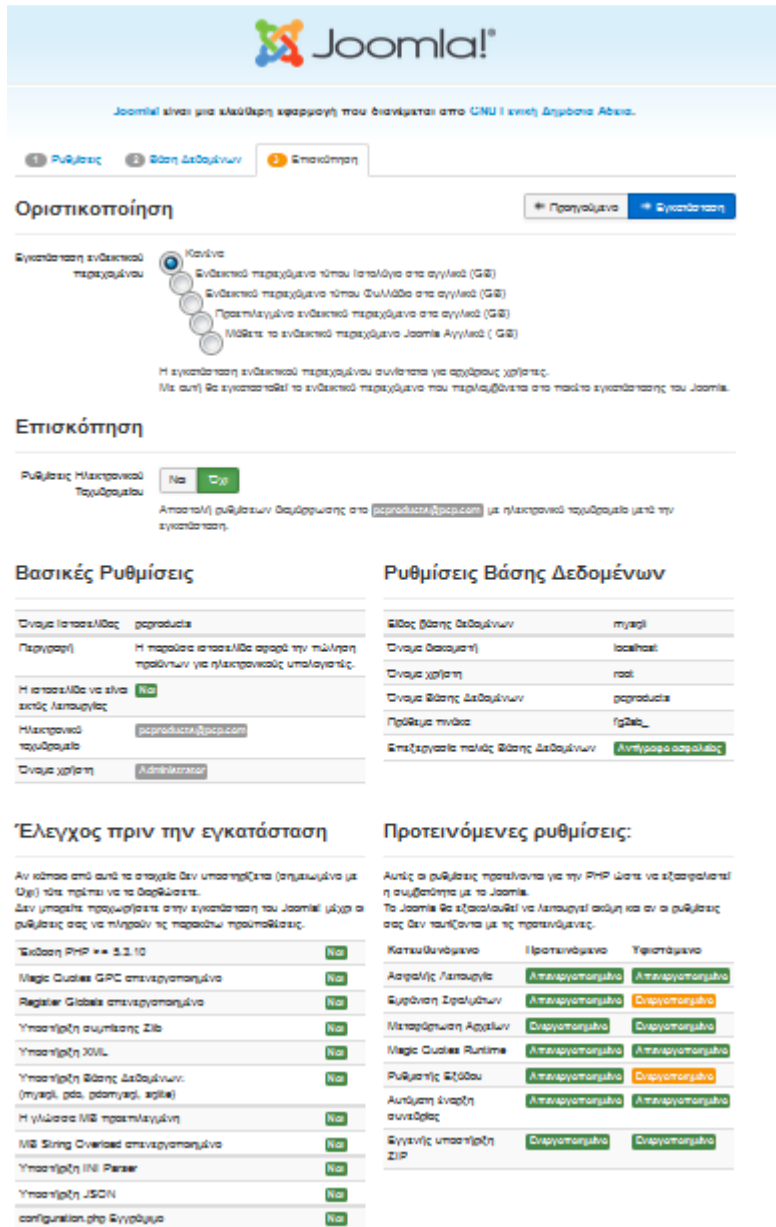 Joomla!®
Joomla! είναι μια ελεύθερη εφαρμογή που διανέμεται απο GNU Γενική Δημόσια Άδεια.
1 Ρυθμίσεις 2 Βάση Δεδομένων 3 Επισκόπηση
Οριστικοποίηση
Προηγούμενο Εγκατάσταση
Εγκατάσταση ενδεικτικού
περιεχομένου
Κανένα
Ενδεικτικό περιεχόμενο τύπου Ιστολόγιο στα αγγλικά (GB)
Ενδεικτικό περιεχόμενο τύπου Φυλλάδιο στα αγγλικά (GB)
Προεπιλεγμένο ενδεικτικό περιεχόμενο στα αγγλικά (GB)
Μάθετε το ενδεικτικό περιεχόμενο Joomla Αγγλικά ( GB)
Η εγκατάσταση ενδεικτικού περιεχομένου συνίσταται για αρχάριους χρήστες.
Με αυτή θα εγκατασταθεί το ενδεικτικό περιεχόμενο που περιλαμβάνεται στο πακέτο εγκατάστασης του Joomla.
Επισκόπηση
Ρυθμίσεις Ηλεκτρονικού
Ταχυδρομείου
Ναι Όχι
Αποστολή ρυθμίσεων διαμόρφωσης στο με ηλεκτρονικό ταχυδρομείο μετά την
εγκατάσταση.
Βασικές Ρυθμίσεις
Όνομα Ιστοσελίδας pcproducts
Περιγραφή Η παρούσα ιστοσελίδα αφορά την πώληση
προϊόντων για ηλεκτρονικούς υπολογιστές.
Η ιστοσελίδα να είναι Ναι
εκτός λειτουργίας
Ηλεκτρονικό
ταχυδρομείο
Όνομα χρήστη Administrator
Ρυθμίσεις Βάσης Δεδομένων
Είδος βάσης δεδομένων mysqli
Όνομα διακομιστή localhost
Όνομα χρήστη root
Όνομα Βάσης Δεδομένων pcproducts
Πρόθεμα πινάκα
Επεξεργασία παλιάς Βάσης Δεδομένων Αντίγραφο ασφαλείας
Έλεγχος πριν την εγκατάσταση
Αν κάποιο από αυτά τα στοιχεία δεν υποστηρίζεται (σημειωμένο με
Όχι) τότε πρέπει να τα διορθώσετε.
Δεν μπορείτε προχωρήσετε στην εγκατάσταση του Joomla! μέχρι οι
ρυθμίσεις σας να πληρούν τις παρακάτω προϋποθέσεις.
Έκδοση PHP >= 5.3.10 Ναι
Magic Quotes GPC απενεργοποιημένο Ναι
Register Globals απενεργοποιημένο Ναι
Υποστήριξη συμπίεσης Zlib Ναι
Υποστήριξη XML Ναι
Υποστήριξη Βάσης Δεδομένων: Ναι
(mysqli, pdo, pdomysql, sqlite)
Η γλώσσα MB προεπιλεγμένη Ναι
MB String Overload απενεργοποιημένο Ναι
Υποστήριξη INI Parser Ναι
Υποστήριξη JSON Ναι
configuration.php Εγγράψιμο Ναι
Προτεινόμενες ρυθμίσεις:
Αυτές οι ρυθμίσεις προτείνονται για την PHP ώστε να εξασφαλιστεί
η συμβατότητα με το Joomla.
Το Joomla θα εξακολουθεί να λειτουργεί ακόμη και αν οι ρυθμίσεις
σας δεν ταυτίζονται με τις προτεινόμενες.
Κατευθυνόμενο Προτεινόμενο Υφιστάμενο
Ασφαλής Λειτουργία Απενεργοποιημένο Απενεργοποιημένο
Εμφάνιση Σφαλμάτων Απενεργοποιημένο Ενεργοποιημένο
Μεταφόρτωση Αρχείων Ενεργοποιημένο Ενεργοποιημένο
Magic Quotes Runtime Απενεργοποιημένο Απενεργοποιημένο
Ρυθμιστής Εξόδου Απενεργοποιημένο Ενεργοποιημένο
Αυτόματη έναρξη Απενεργοποιημένο Απενεργοποιημένο
συνεδρίας
Εγγενής υποστήριξη Ενεργοποιημένο Ενεργοποιημένο
ZIP